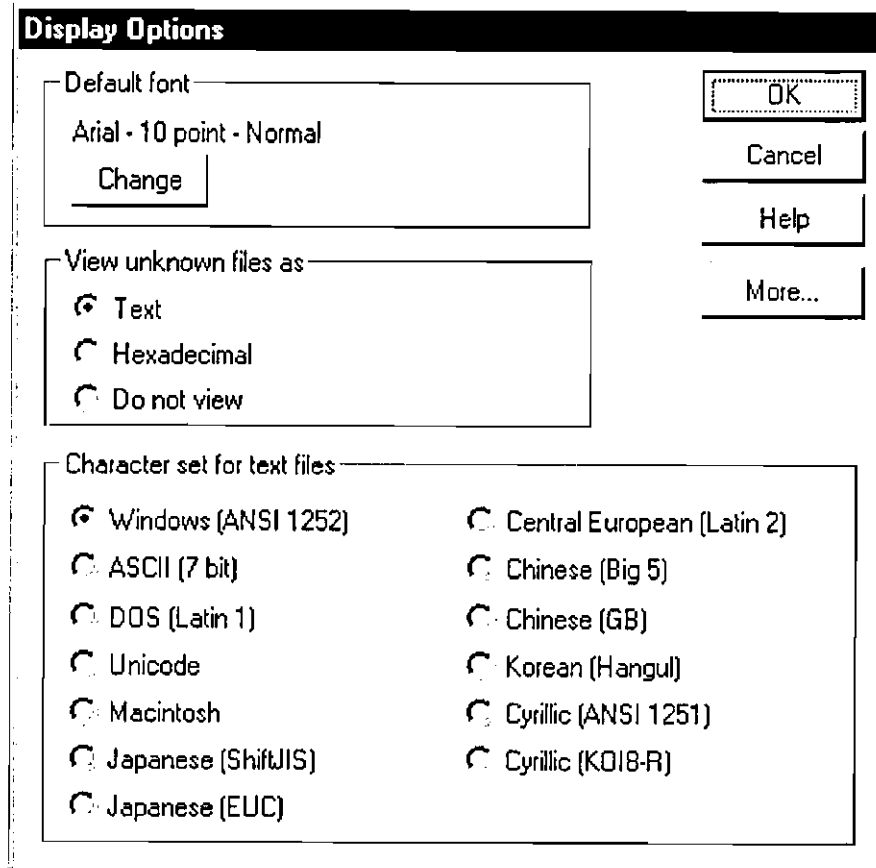 Display Options
Default font
Arial - 10 point - Normal
Change
OK
Cancel
Help
More...
View unknown files as
Text
Hexadecimal
Do not view
Character set for text files
Windows (ANSI 1252)
ASCII (7 bit)
DOS (Latin 1)
Unicode
Macintosh
Japanese (ShiftJIS)
Japanese (EUC)
Central European (Latin 2)
Chinese (Big 5)
Chinese (GB)
Korean (Hangul)
Cyrillic (ANSI 1251)
Cyrillic (KOI8-R)